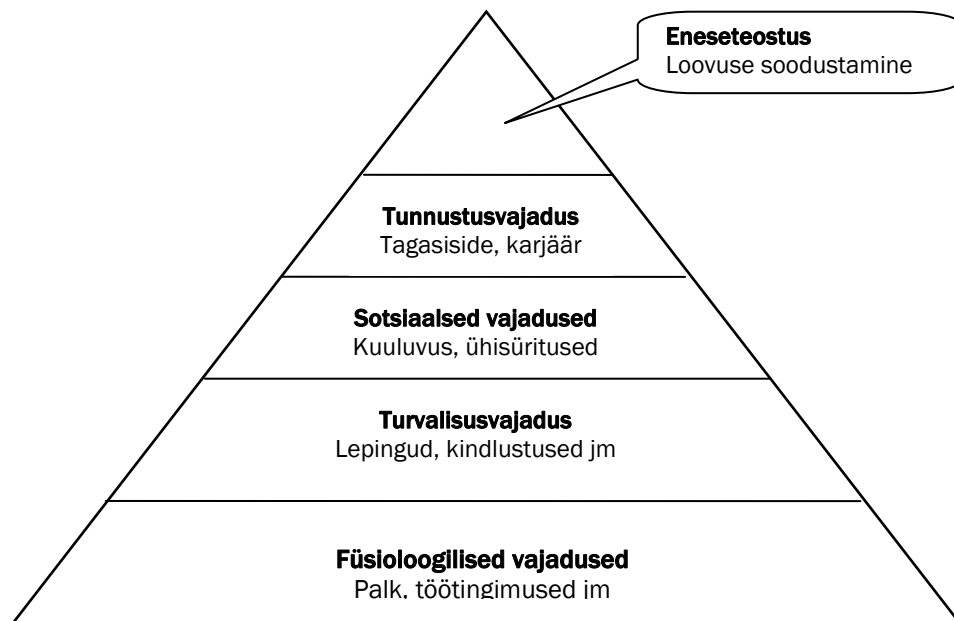 Eneseteostus
Loovuse soodustamine
Tunnustusvajadus
Tagasiside, karjäär
Sotsiaalsed vajadused
Kuuluvus, ühisüritused
Turvalisusvajadus
Lepingud, kindlustused jm
Füsioloogilised vajadused
Palk, töötingimused jm